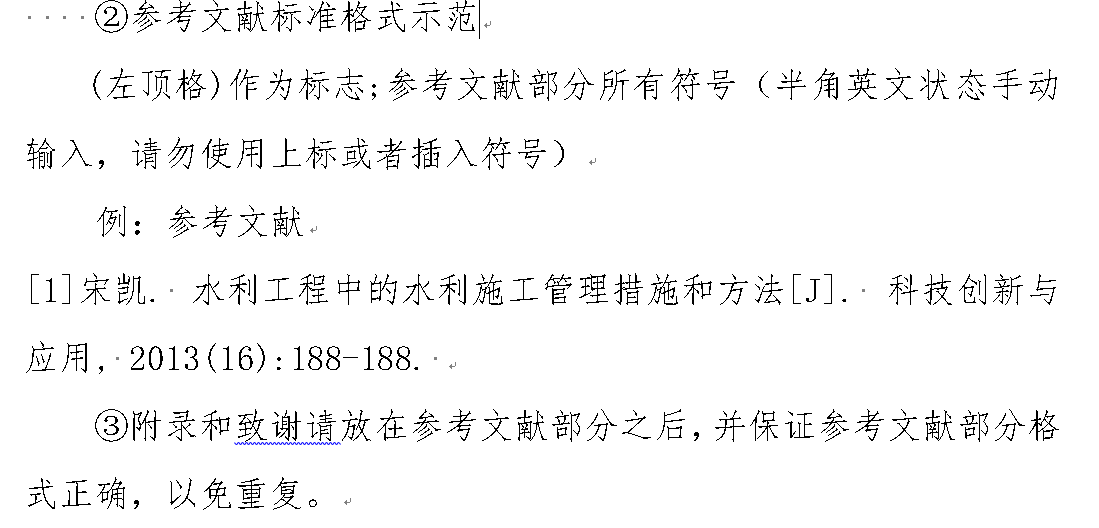 ②参考文献标准格式示范
(左顶格)作为标志;参考文献部分所有符号（半角英文状态手动
输入，请勿使用上标或者插入符号）
例：参考文献
[1]宋凯. 水利工程中的水利施工管理措施和方法[J]. 科技创新与
应用, 2013(16):188-188.
③附录和致谢请放在参考文献部分之后,并保证参考文献部分格
式正确，以免重复。